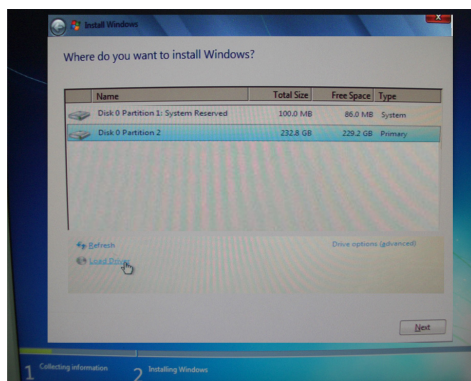 Install Windows
Where do you want to install Windows?
Name Total Size Free Space Type
Disk 0 Partition 1: System Reserved 100.0 MB 86.0 MB System
Disk 0 Partition 2 232.8 GB 229.2 GB Primary
Refresh Drive options (advanced)
Load Driver
Next
1 Collecting information 2 Installing Windows